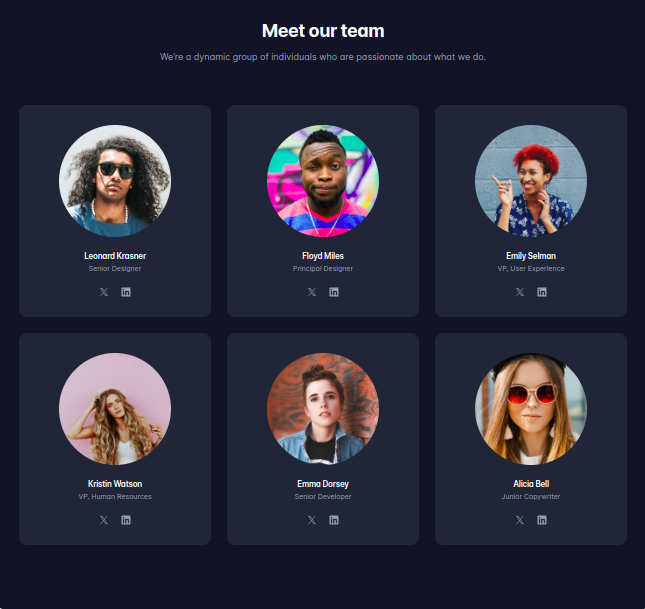 Meet our team
We're a dynamic group of individuals who are passionate about what we do.
Leonard Krasner
Senior Designer
Floyd Miles
Principal Designer
Emily Selman
VP, User Experience
Kristin Watson
VP, Human Resources
Emma Dorsey
Senior Developer
Alicia Bell
Junior Copywriter